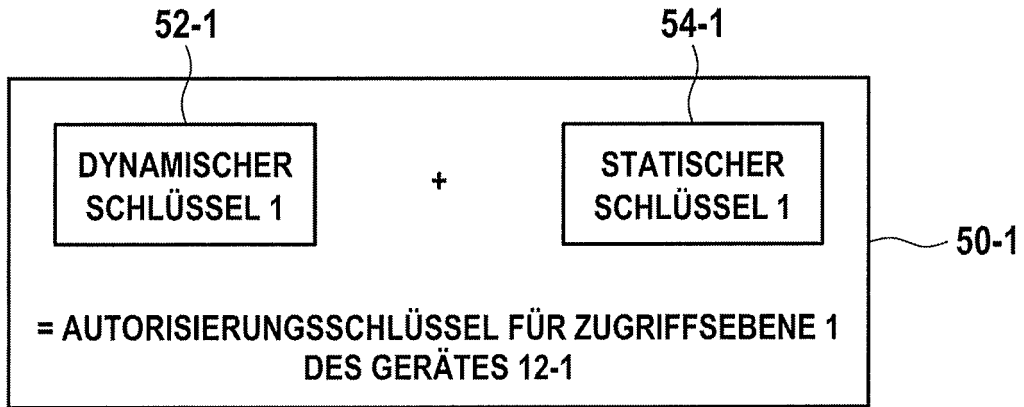 52-1
54-1
DYNAMISCHER
SCHLÜSSEL 1
+
STATISCHER
SCHLÜSSEL 1
50-1
= AUTORISIERUNGSSCHLÜSSEL FÜR ZUGRIFFSEBENE 1
DES GERÄTES 12-1